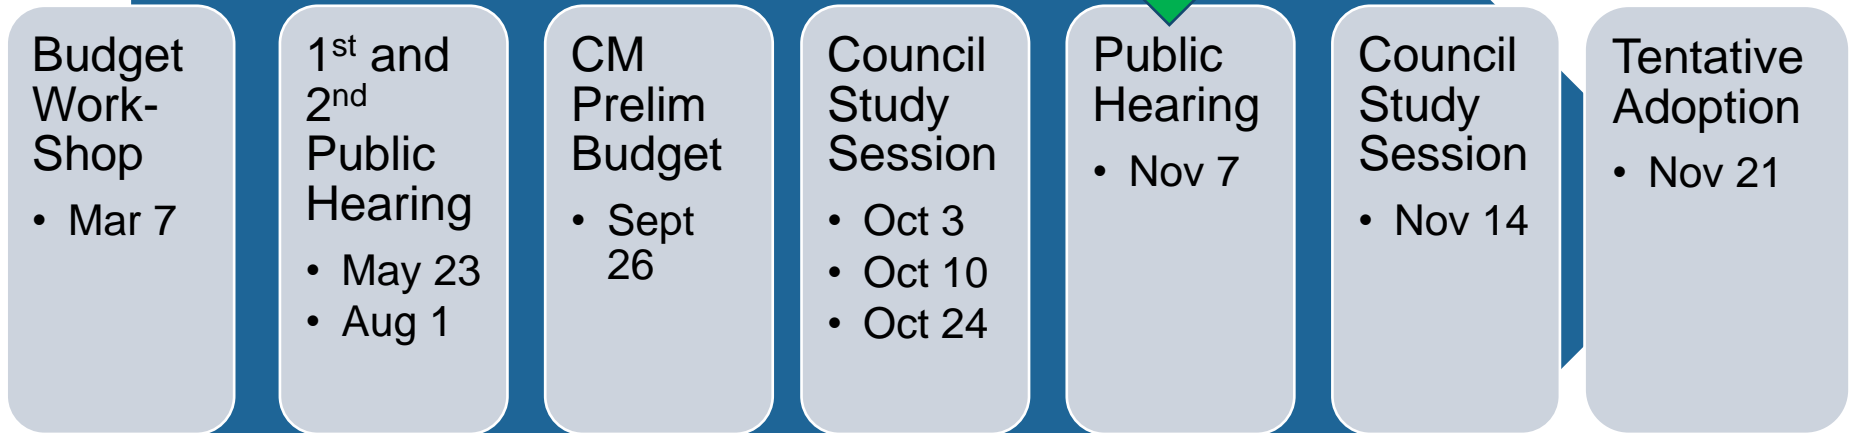 Budget
Work-
Shop
• Mar 7
1st and
2nd
Public
Hearing
• May 23
• Aug 1
CM
Prelim
Budget
• Sept
26
Council
Study
Session
• Oct 3
• Oct 10
• Oct 24
Public
Hearing
• Nov 7
Council
Study
Session
• Nov 14
Tentative
Adoption
• Nov 21